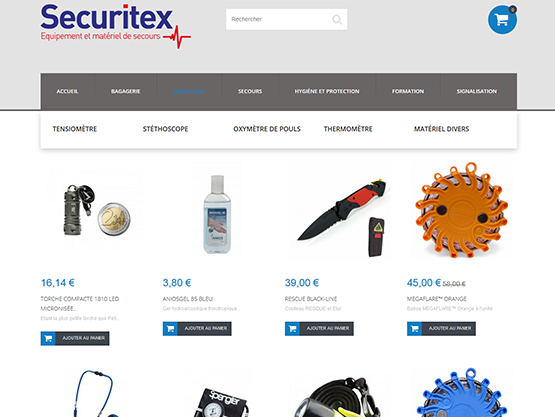 Securitex
Equipement et matériel de secours
Rechercher
0
ACCUEIL
BAGAGERIE
SECOURS
HYGIÈNE ET PROTECTION
FORMATION
SIGNALISATION
TENSIOMÈTRE
STÉTHOSCOPE
OXYMÈTRE DE POULS
THERMOMÈTRE
MATÉRIEL DIVERS
16,14 €
TORCHE COMPACTE 1810 LED
MICRONISÉE...
Étant la plus petite torche que Peli...
AJOUTER AU PANIER
3,80 €
ANIOSGEL 85 BLEU
Gel hydroalcoolique thixotropique...
AJOUTER AU PANIER
39,00 €
RESCUE BLACK-LINE
Couteau RESCUE et Etui
AJOUTER AU PANIER
45,00 € 58,00 €
MEGAFLARE™ ORANGE
Balise MEGAFLARE™ Orange à l'unité
AJOUTER AU PANIER
spengler